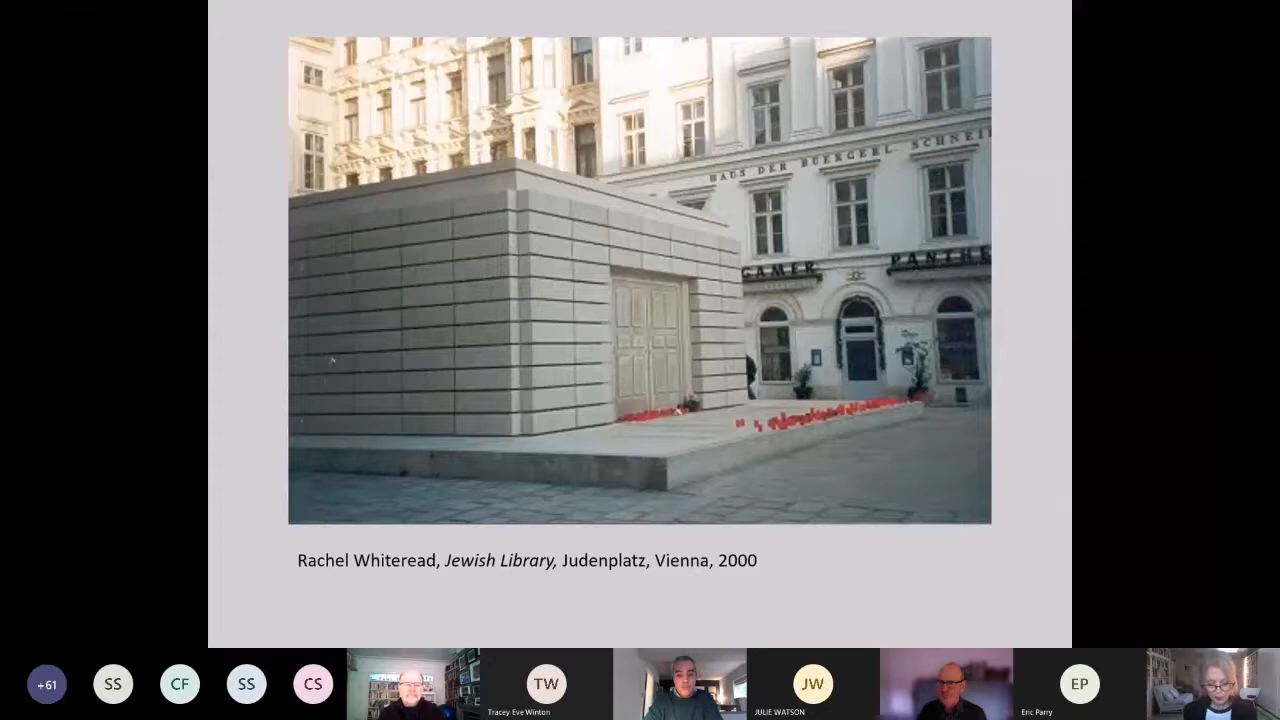 HAUS DER BUERGERL. SCHNEI
GAMER
PANTHE
Rachel Whiteread, Jewish Library, Judenplatz, Vienna, 2000
+61
SS
CF
SS
CS
TW
Tracey Eve Winton
JW
JULIE WATSON
EP
Eric Parry